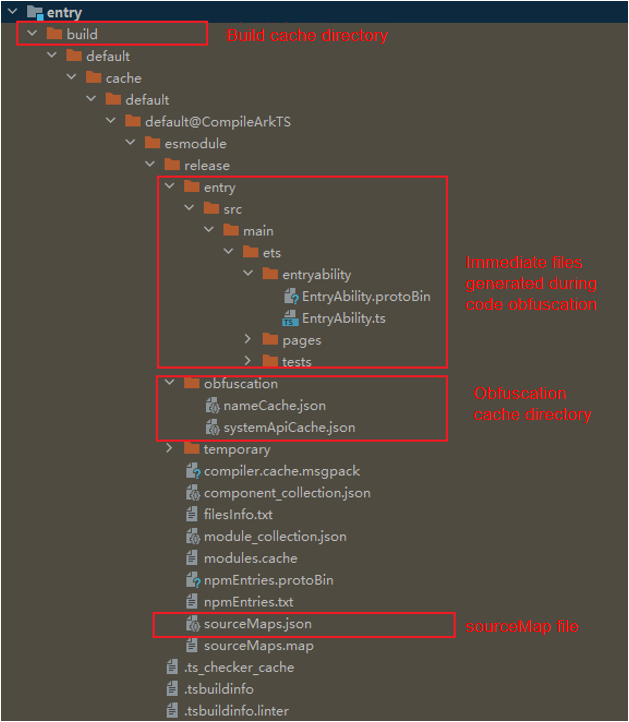 entry
build
Build cache directory
default
cache
default
default@CompileArkTS
esmodule
release
entry
src
main
ets
entryability
EntryAbility.protoBin
EntryAbility.ts
pages
tests
Immediate files
generated during
code obfuscation
obfuscation
nameCache.json
systemApiCache.json
Obfuscation
cache directory
temporary
compiler.cache.msgpack
component_collection.json
filesInfo.txt
module_collection.json
modules.cache
npmEntries.protoBin
npmEntries.txt
sourceMaps.json
sourceMap file
sourceMaps.map
.ts_checker_cache
.tsbuildinfo
.tsbuildinfo.linter